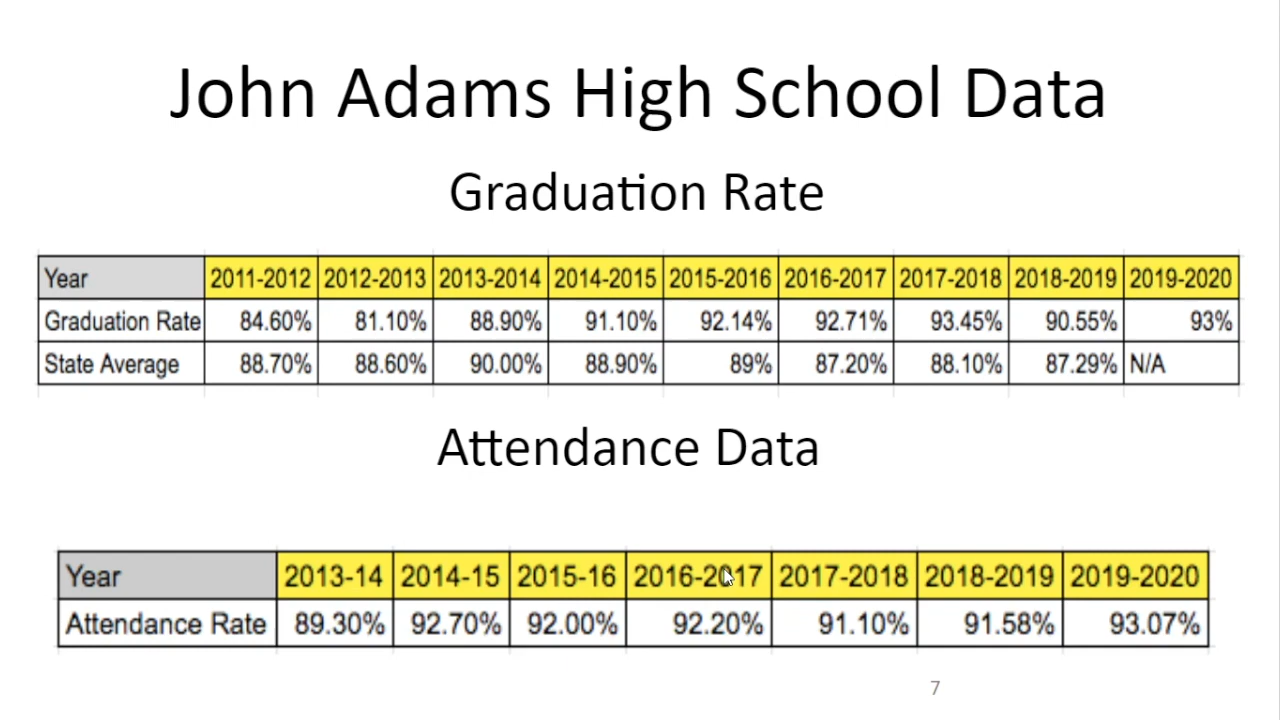 John Adams High School Data
Graduation Rate
Year 2011-2012 2012-2013 2013-2014 2014-2015 2015-2016 2016-2017 2017-2018 2018-2019 2019-2020
Graduation Rate 84.60% 81.10% 88.90% 91.10% 92.14% 92.71% 93.45% 90.55% 93%
State Average 88.70% 88.60% 90.00% 88.90% 89% 87.20% 88.10% 87.29% N/A
Attendance Data
Year 2013-14 2014-15 2015-16 2016-2017 2017-2018 2018-2019 2019-2020
Attendance Rate 89.30% 92.70% 92.00% 92.20% 91.10% 91.58% 93.07%
7